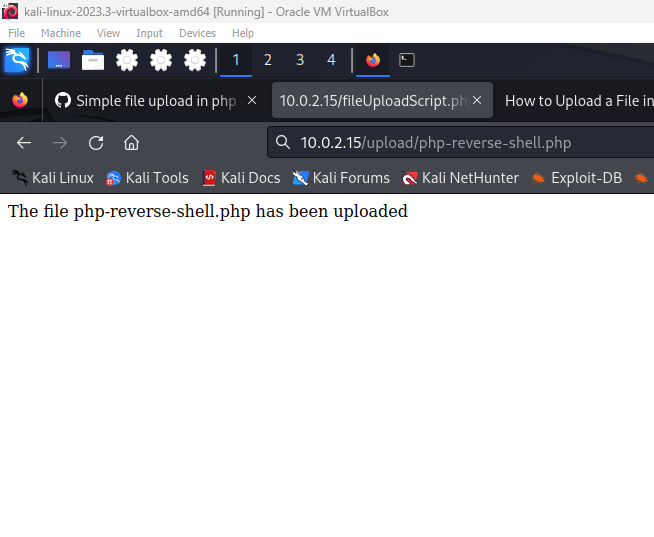 kali-linux-2023.3-virtualbox-amd64 [Running] - Oracle VM VirtualBox
File Machine View Input Devices Help
1 2 3 4
Simple file upload in php 10.0.2.15/fileUploadScript.ph How to Upload a File in
10.0.2.15/upload/php-reverse-shell.php
Kali Linux Kali Tools Kali Docs Kali Forums Kali NetHunter Exploit-DB
The file php-reverse-shell.php has been uploaded